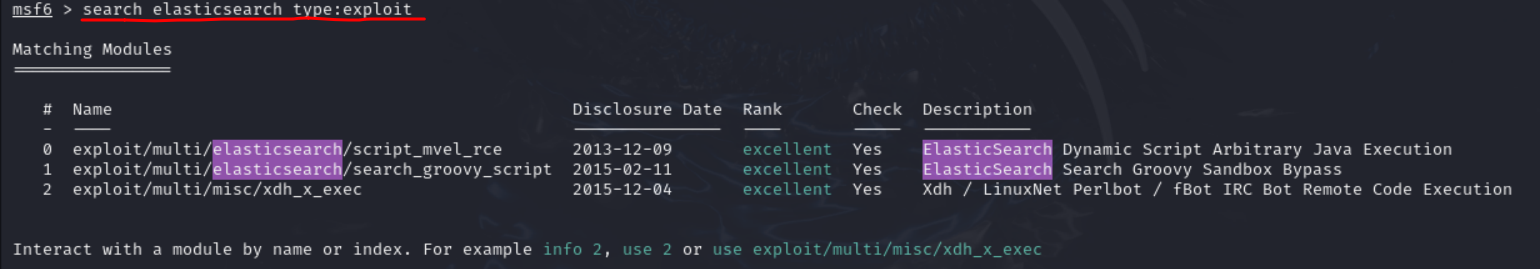 msf6 > search elasticsearch type:exploit
Matching Modules
================
# Name Disclosure Date Rank Check Description
- ---- --------------- ---- ----- -----------
0 exploit/multi/elasticsearch/script_mvel_rce 2013-12-09 excellent Yes ElasticSearch Dynamic Script Arbitrary Java Execution
1 exploit/multi/elasticsearch/search_groovy_script 2015-02-11 excellent Yes ElasticSearch Search Groovy Sandbox Bypass
2 exploit/multi/misc/xdh_x_exec 2015-12-04 excellent Yes Xdh / LinuxNet Perlbot / fBot IRC Bot Remote Code Execution
Interact with a module by name or index. For example info 2, use 2 or use exploit/multi/misc/xdh_x_exec